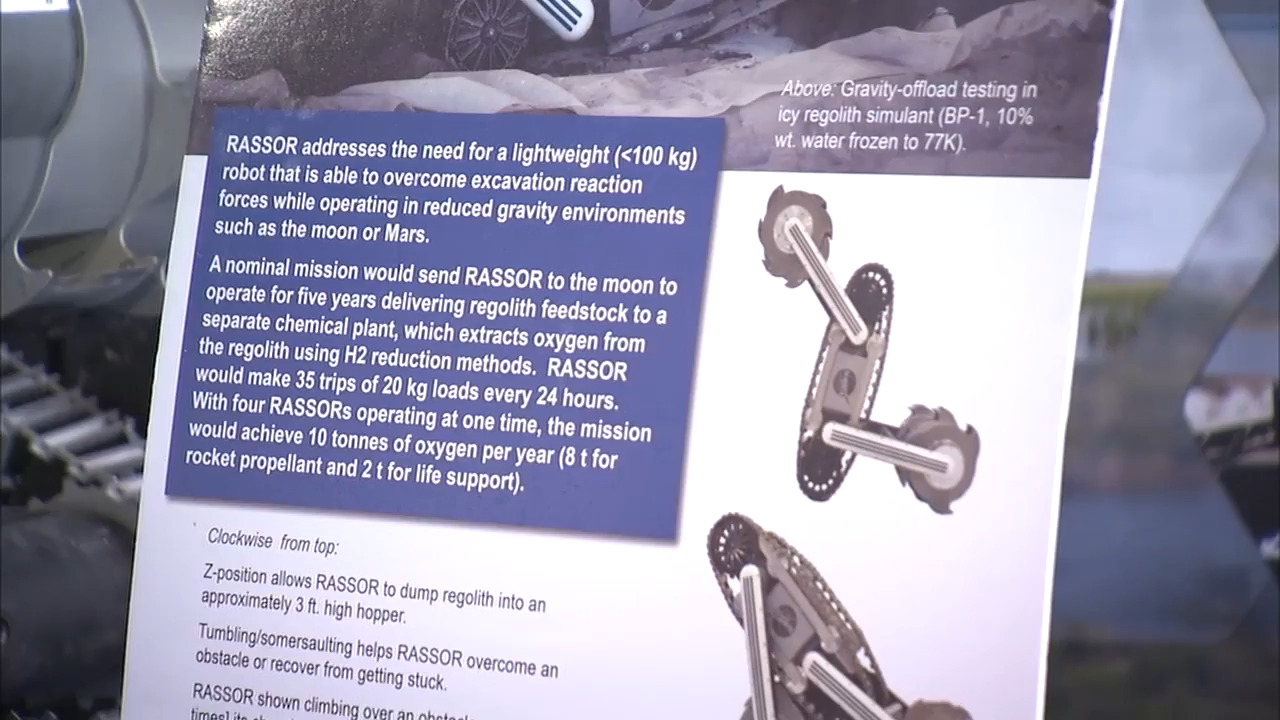 Above: Gravity-offload testing in
icy regolith simulant (BP-1, 10%
wt. water frozen to 77K).
RASSOR addresses the need for a lightweight (<100 kg)
robot that is able to overcome excavation reaction
forces while operating in reduced gravity environments
such as the moon or Mars.
A nominal mission would send RASSOR to the moon to
operate for five years delivering regolith feedstock to a
separate chemical plant, which extracts oxygen from
the regolith using H2 reduction methods. RASSOR
would make 35 trips of 20 kg loads every 24 hours.
With four RASSORs operating at one time, the mission
would achieve 10 tonnes of oxygen per year (8 t for
rocket propellant and 2 t for life support).
Clockwise from top:
Z-position allows RASSOR to dump regolith into an
approximately 3 ft. high hopper.
Tumbling/somersaulting helps RASSOR overcome an
obstacle or recover from getting stuck.
RASSOR shown climbing over an